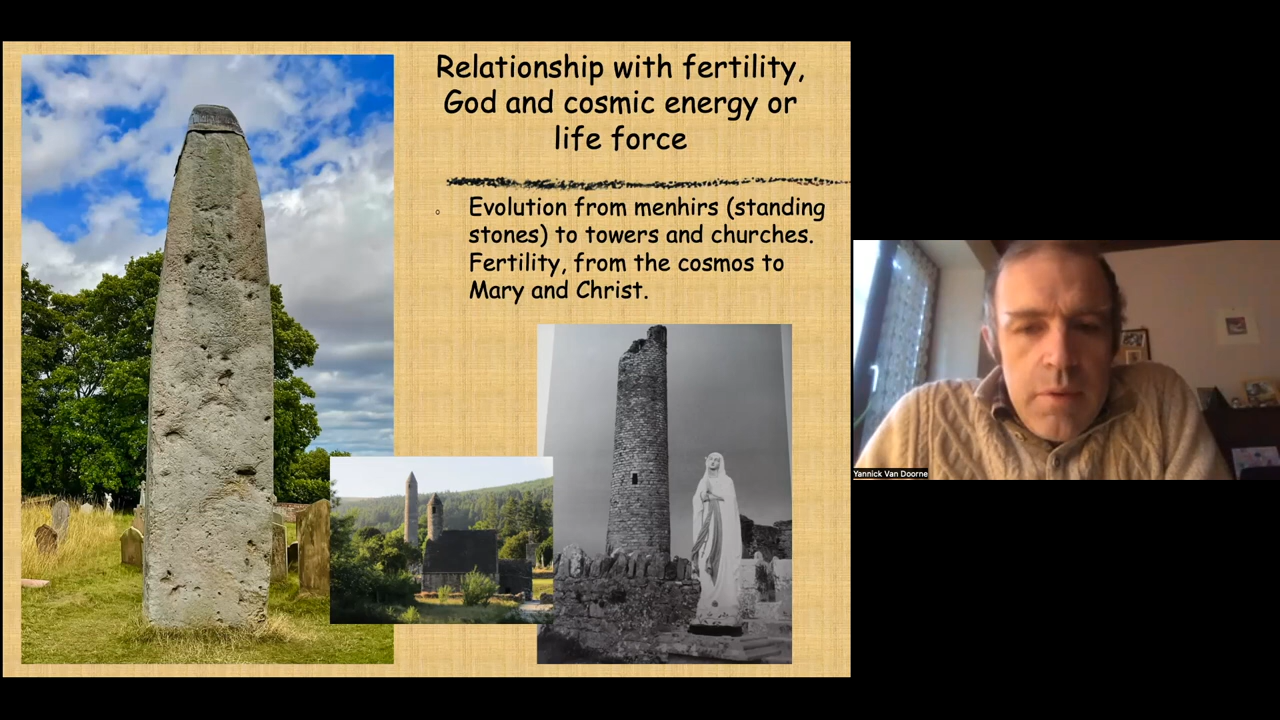 Relationship with fertility,
God and cosmic energy or
life force
Evolution from menhirs (standing
stones) to towers and churches.
Fertility, from the cosmos to
Mary and Christ.
Yannick Van Doorne